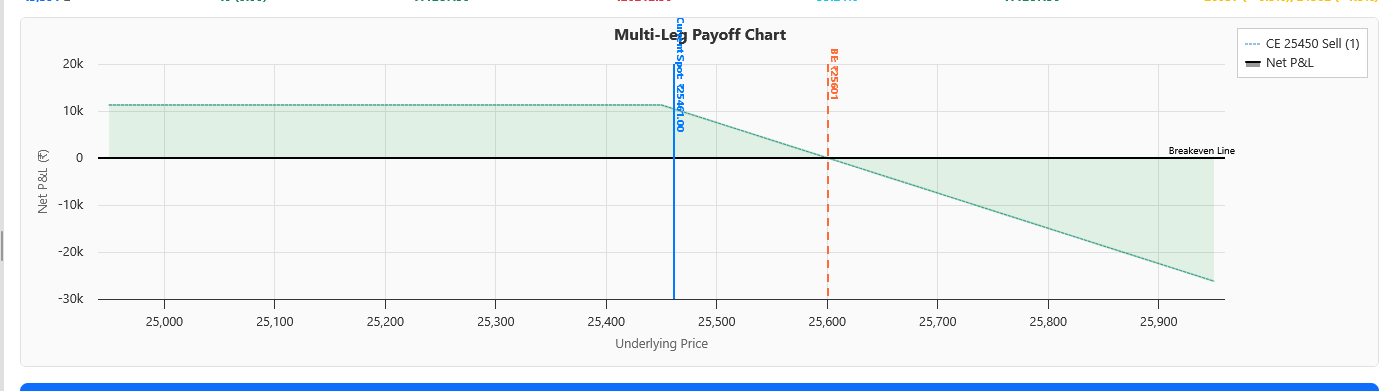 Multi-Leg Payoff Chart
CE 25450 Sell (1)
Net P&L
Current Spot: ₹25461.00
BE: ₹25601
20k
10k
0
-10k
-20k
-30k
Net P&L (₹)
Breakeven Line
25,000
25,100
25,200
25,300
25,400
25,500
25,600
25,700
25,800
25,900
Underlying Price